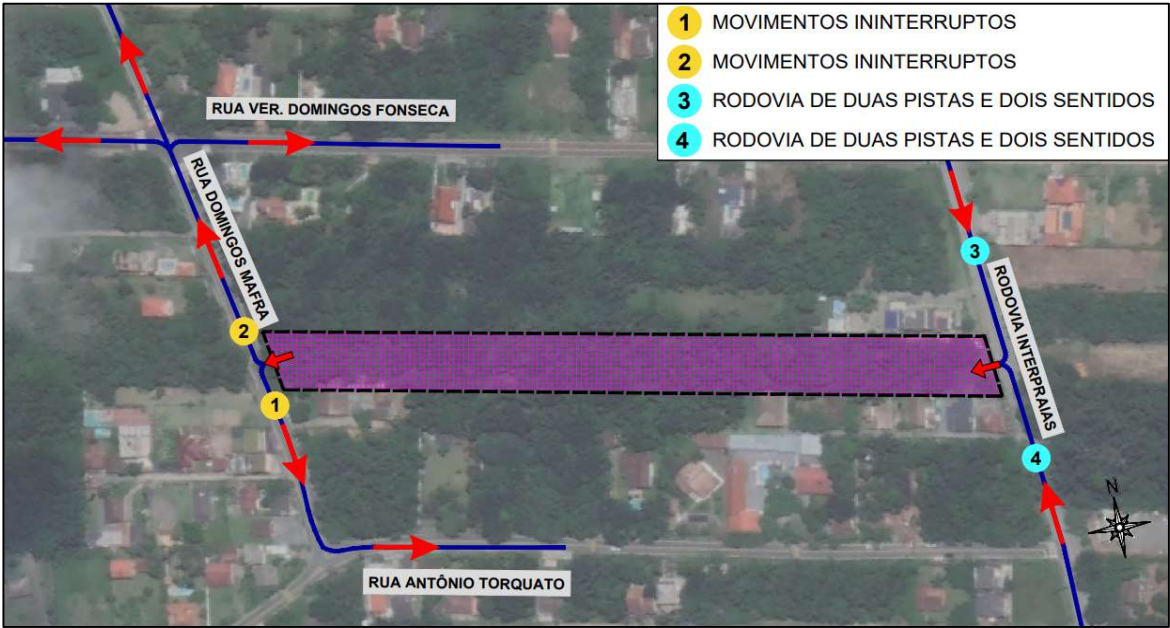 1 MOVIMENTOS ININTERRUPTOS
2 MOVIMENTOS ININTERRUPTOS
3 RODOVIA DE DUAS PISTAS E DOIS SENTIDOS
4 RODOVIA DE DUAS PISTAS E DOIS SENTIDOS
RUA VER. DOMINGOS FONSECA
RUA DOMINGOS MAFRA
3
RODOVIA INTERPRAIAS
2
1
4
N
RUA ANTÔNIO TORQUATO